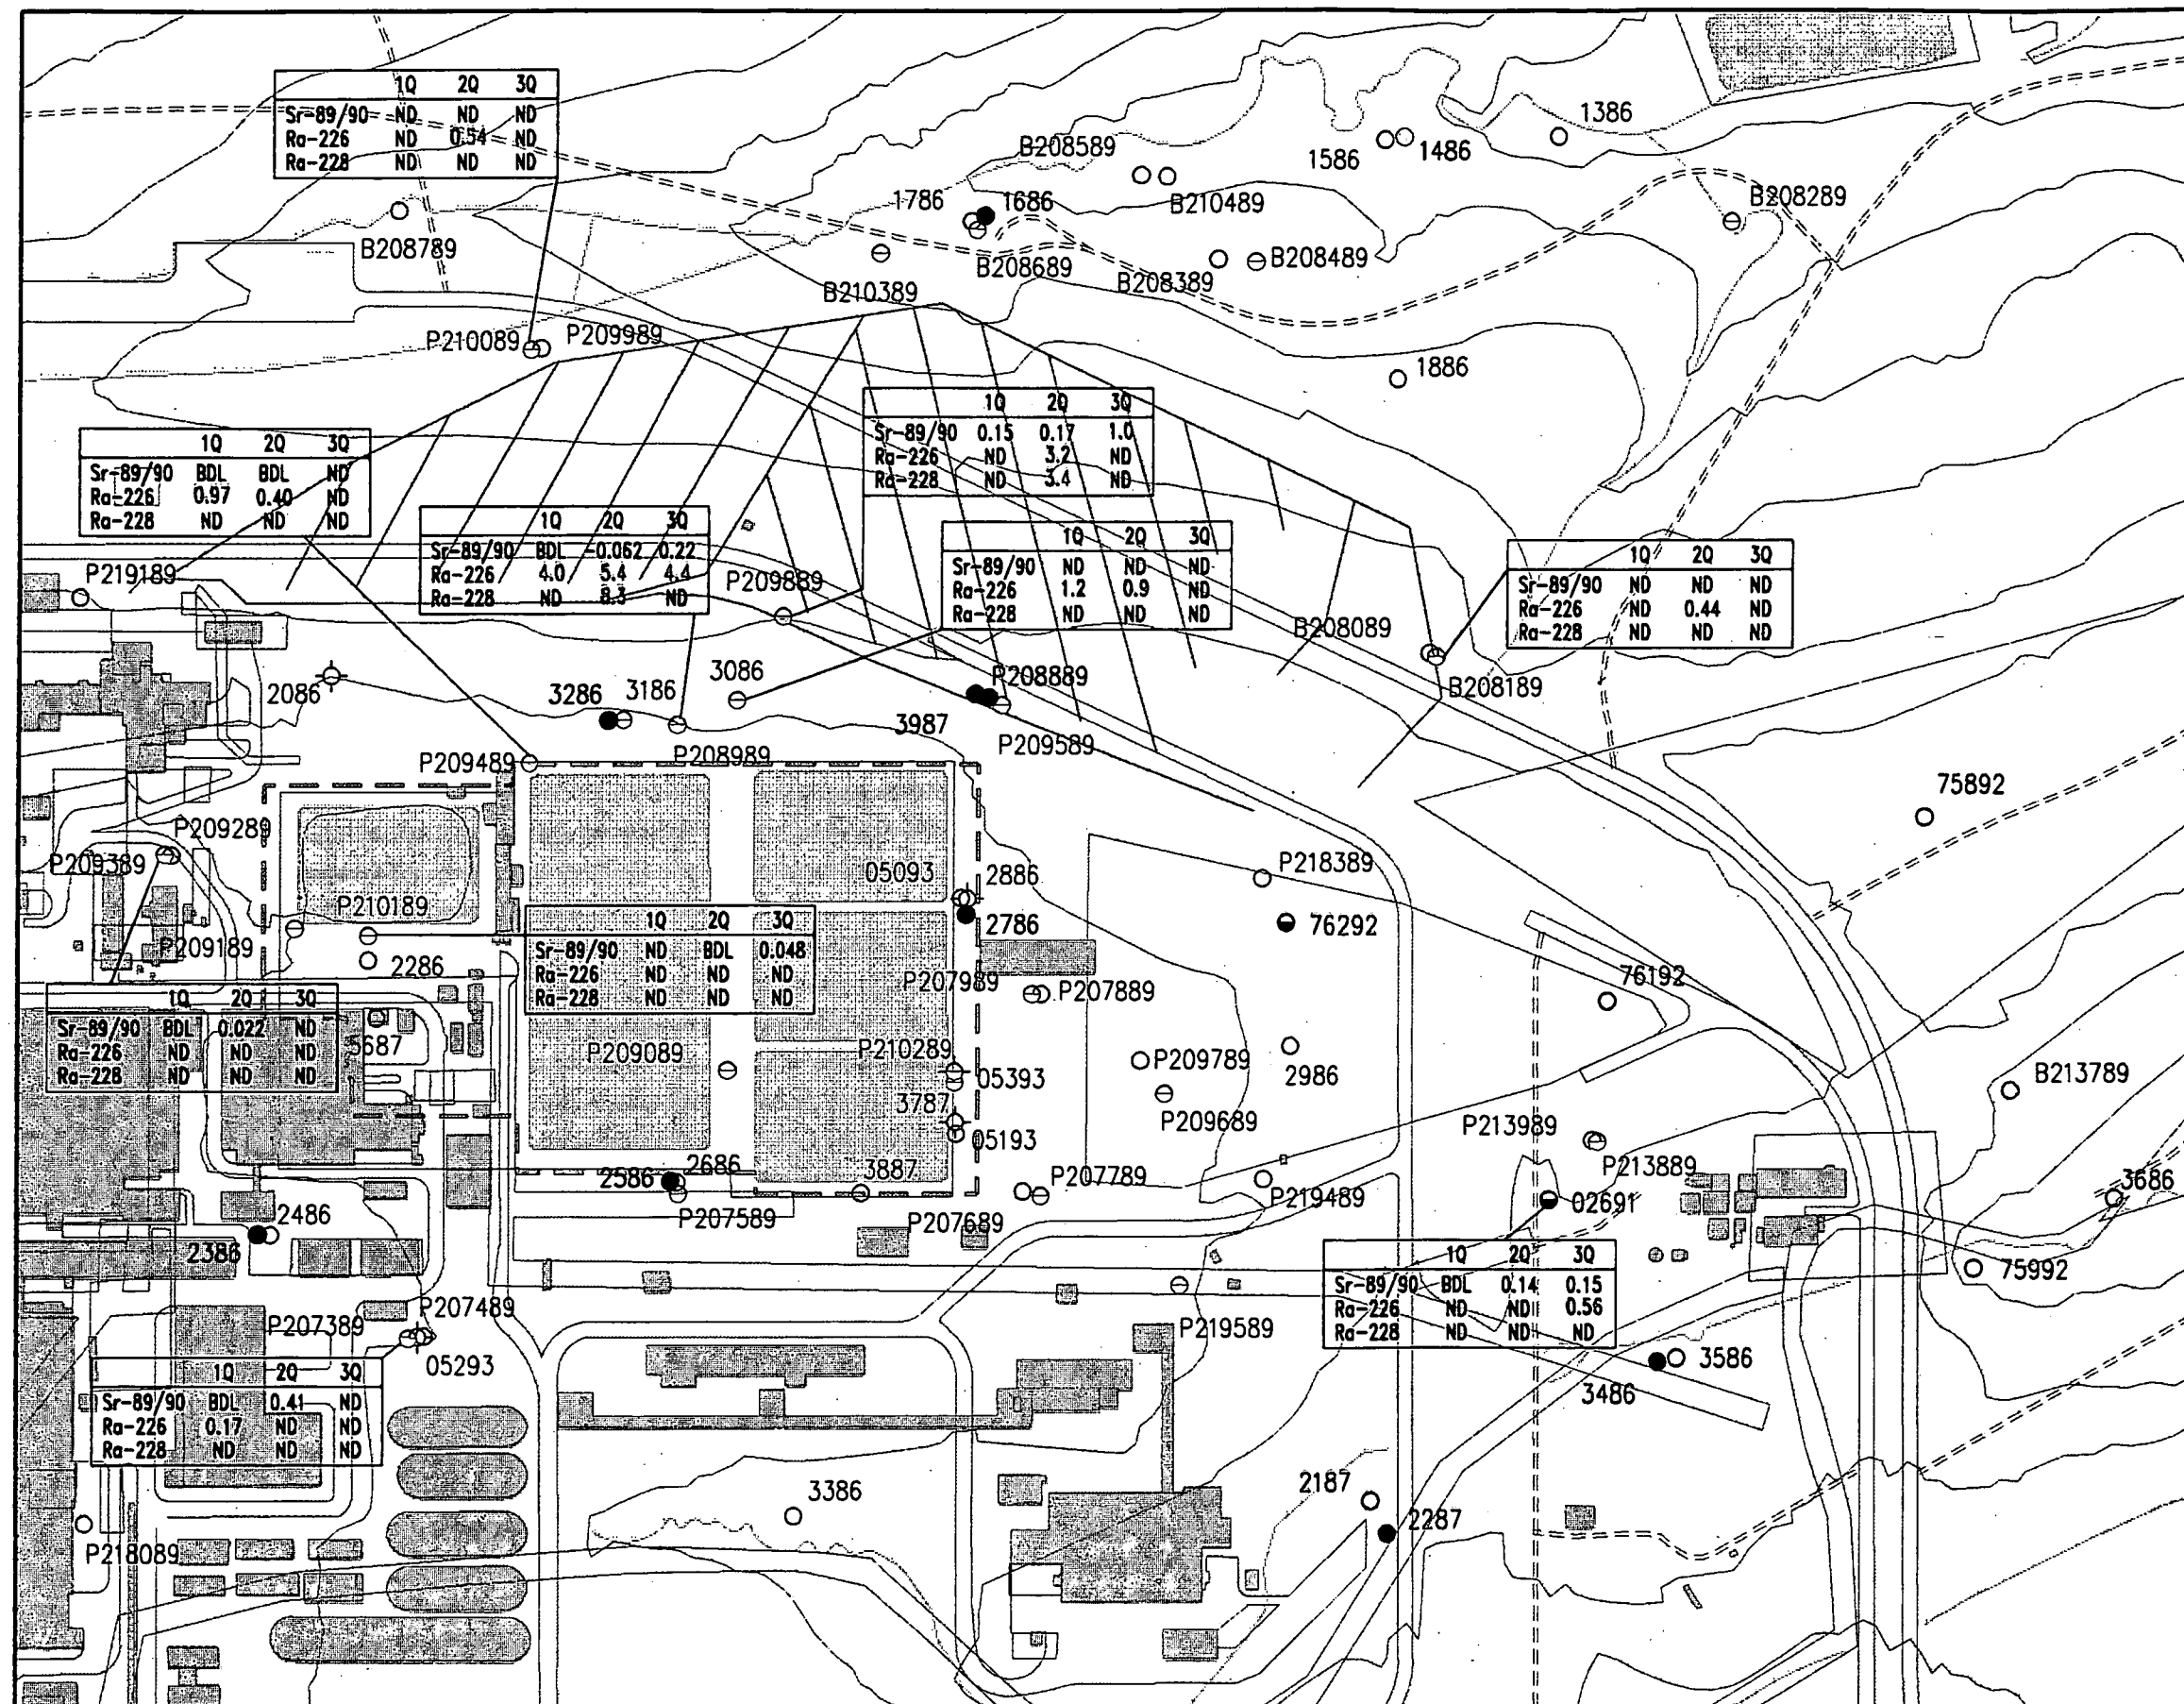 1Q 2Q 3Q
Sr-89/90 ND ND ND
Ra-226 ND 0.54 ND
Ra-228 ND ND ND
1386
1586
1486
B208589
B210489
B208289
1786
1686
B208789
B208689
B208489
B208389
B210389
P210089
P209989
1886
1Q 2Q 3Q
Sr-89/90 0.15 0.17 1.0
Ra-226 ND 3.2 ND
Ra-228 ND 3.4 ND
1Q 2Q 3Q
Sr-89/90 BDL BDL ND
Ra-226 0.97 0.40 ND
Ra-228 ND ND ND
1Q 2Q 3Q
Sr-89/90 BDL -0.062 0.22
Ra-226 4.0 5.4 4.4
Ra-228 ND 8.3 ND
1Q 2Q 3Q
Sr-89/90 ND ND ND
Ra-226 1.2 0.9 ND
Ra-228 ND ND ND
1Q 2Q 3Q
Sr-89/90 ND ND ND
Ra-226 ND 0.44 ND
Ra-228 ND ND ND
P219189
P209889
B208089
B208189
2086
3286
3186
3086
P208889
3987
P209589
P209489
P208989
75892
P209289
P209389
05093
2886
2786
P218389
76292
P210189
P209189
2286
1Q 2Q 3Q
Sr-89/90 ND BDL 0.048
Ra-226 ND ND ND
Ra-228 ND ND ND
P207989
P207889
76192
1Q 2Q 3Q
Sr-89/90 BDL 0.022 ND
Ra-226 ND ND ND
Ra-228 ND ND ND
5687
P209089
P210289
05393
P209789
2986
B213789
3787
05193
P209689
P213989
P213889
2586
2686
3887
P207789
P219489
02691
3686
2486
2386
P207589
P207689
75992
1Q 2Q 3Q
Sr-89/90 BDL 0.14 0.15
Ra-226 ND ND 0.56
Ra-228 ND ND ND
P207389
P207489
05293
P219589
3586
3486
1Q 2Q 3Q
Sr-89/90 BDL 0.41 ND
Ra-226 0.17 ND ND
Ra-228 ND ND ND
3386
2187
2287
P218089